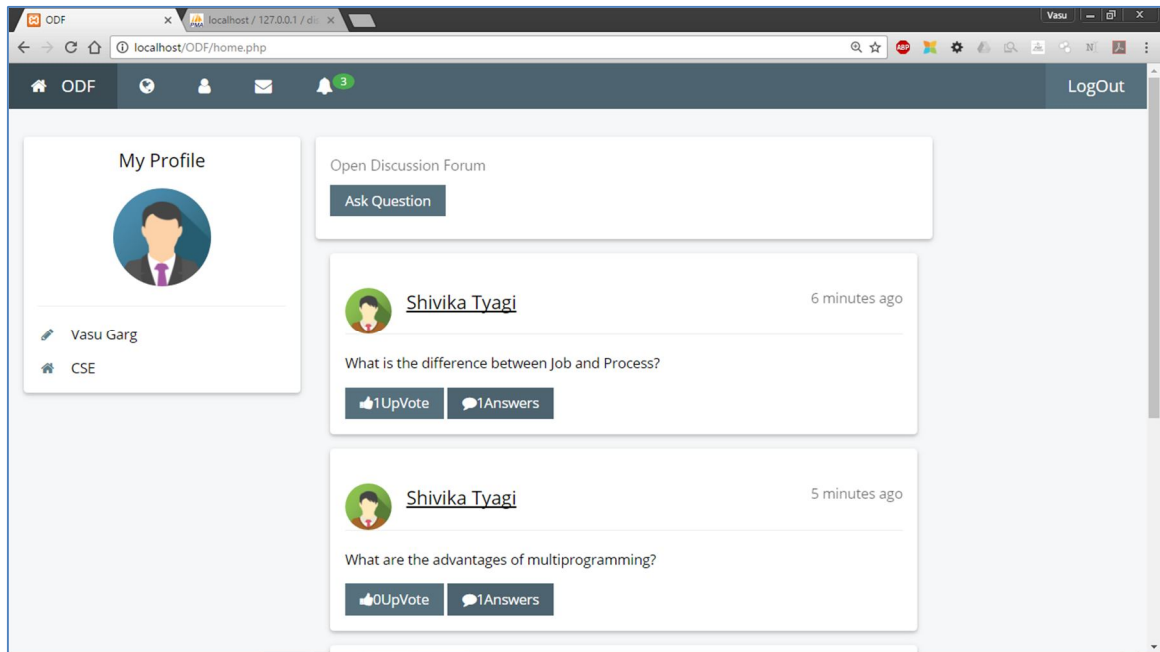 ODF
localhost / 127.0.0.1 / di
Vasu
localhost/ODF/home.php
ABP
ODF
3
LogOut
My Profile
Vasu Garg
CSE
Open Discussion Forum
Ask Question
Shivika Tyagi
6 minutes ago
What is the difference between Job and Process?
1UpVote
1Answers
Shivika Tyagi
5 minutes ago
What are the advantages of multiprogramming?
0UpVote
1Answers